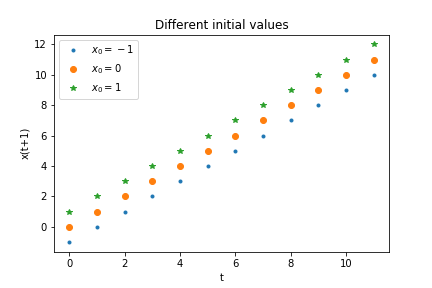 Different initial values
x₀ = −1
x₀ = 0
x₀ = 1
12
10
8
6
4
2
0
x(t+1)
0 2 4 6 8 10
t